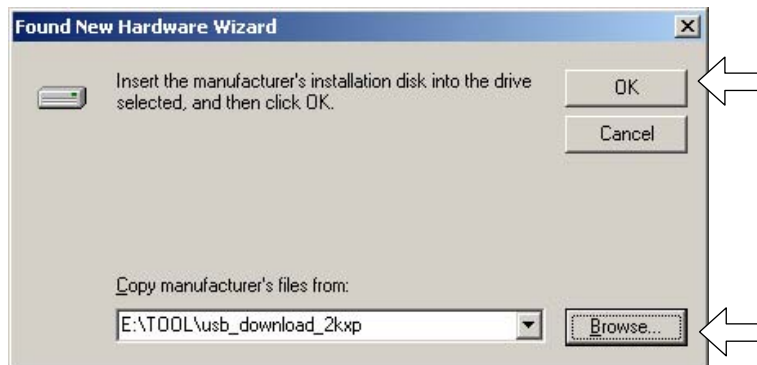 Found New Hardware Wizard
Insert the manufacturer's installation disk into the drive
selected, and then click OK.
OK
Cancel
Copy manufacturer's files from:
E:\TOOL\usb_download_2kxp
Browse...